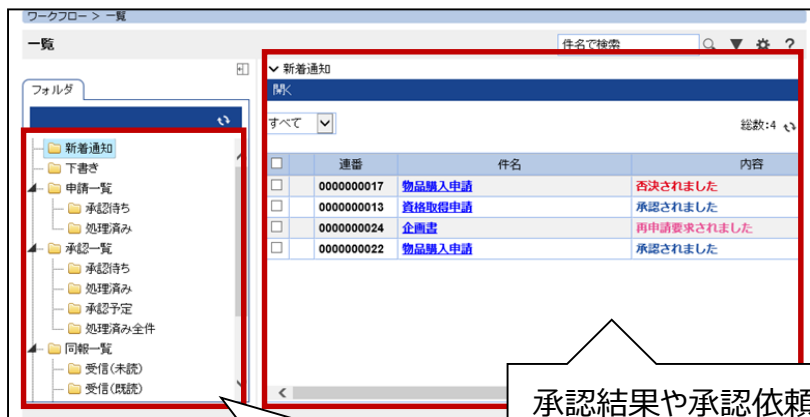 ワークフロー > 一覧
一覧
件名で検索
フォルダ
新着通知
下書き
申請一覧
承認待ち
処理済み
承認一覧
承認待ち
処理済み
承認予定
処理済み全件
同報一覧
受信(未読)
受信(既読)
新着通知
開く
すべて
総数:4
連番 件名 内容
0000000017 物品購入申請 否決されました
0000000013 資格取得申請 承認されました
0000000024 企画書 再申請要求されました
0000000022 物品購入申請 承認されました
承認結果や承認依頼